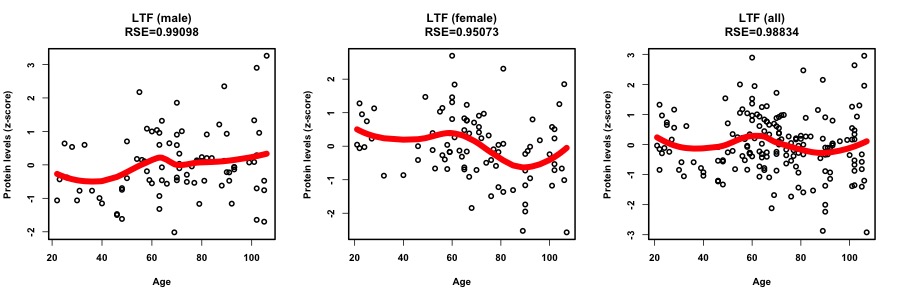 LTF (male)
RSE=0.99098
Protein levels (z-score)
3
2
1
0
-1
-2
20 40 60 80 100
Age
LTF (female)
RSE=0.95073
Protein levels (z-score)
2
1
0
-1
-2
20 40 60 80 100
Age
LTF (all)
RSE=0.98834
Protein levels (z-score)
3
2
1
0
-1
-2
-3
20 40 60 80 100
Age